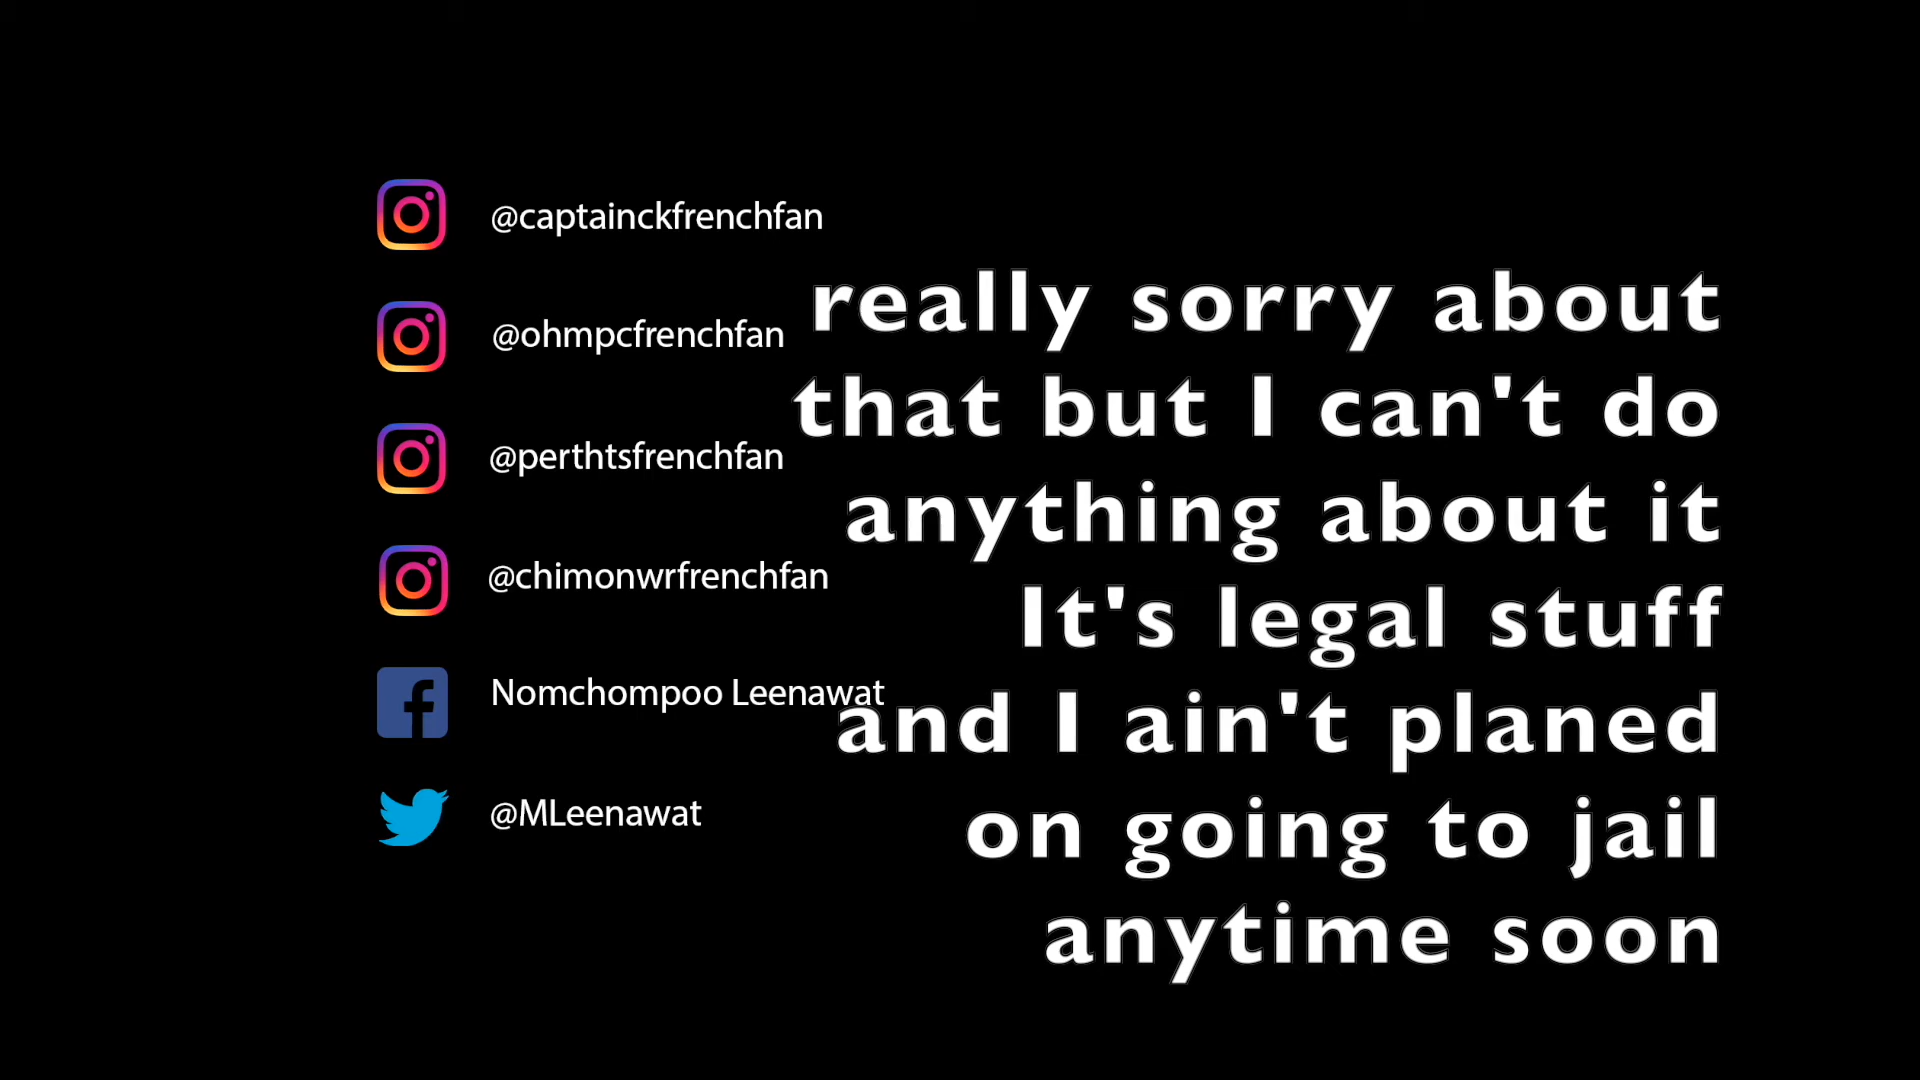 @captainckfrenchfan
@ohmpcfrenchfan
@perthtsfrenchfan
@chimonwrfrenchfan
Nomchompoo Leenawat
@MLeenawat
really sorry about
that but I can't do
anything about it
It's legal stuff
and I ain't planed
on going to jail
anytime soon